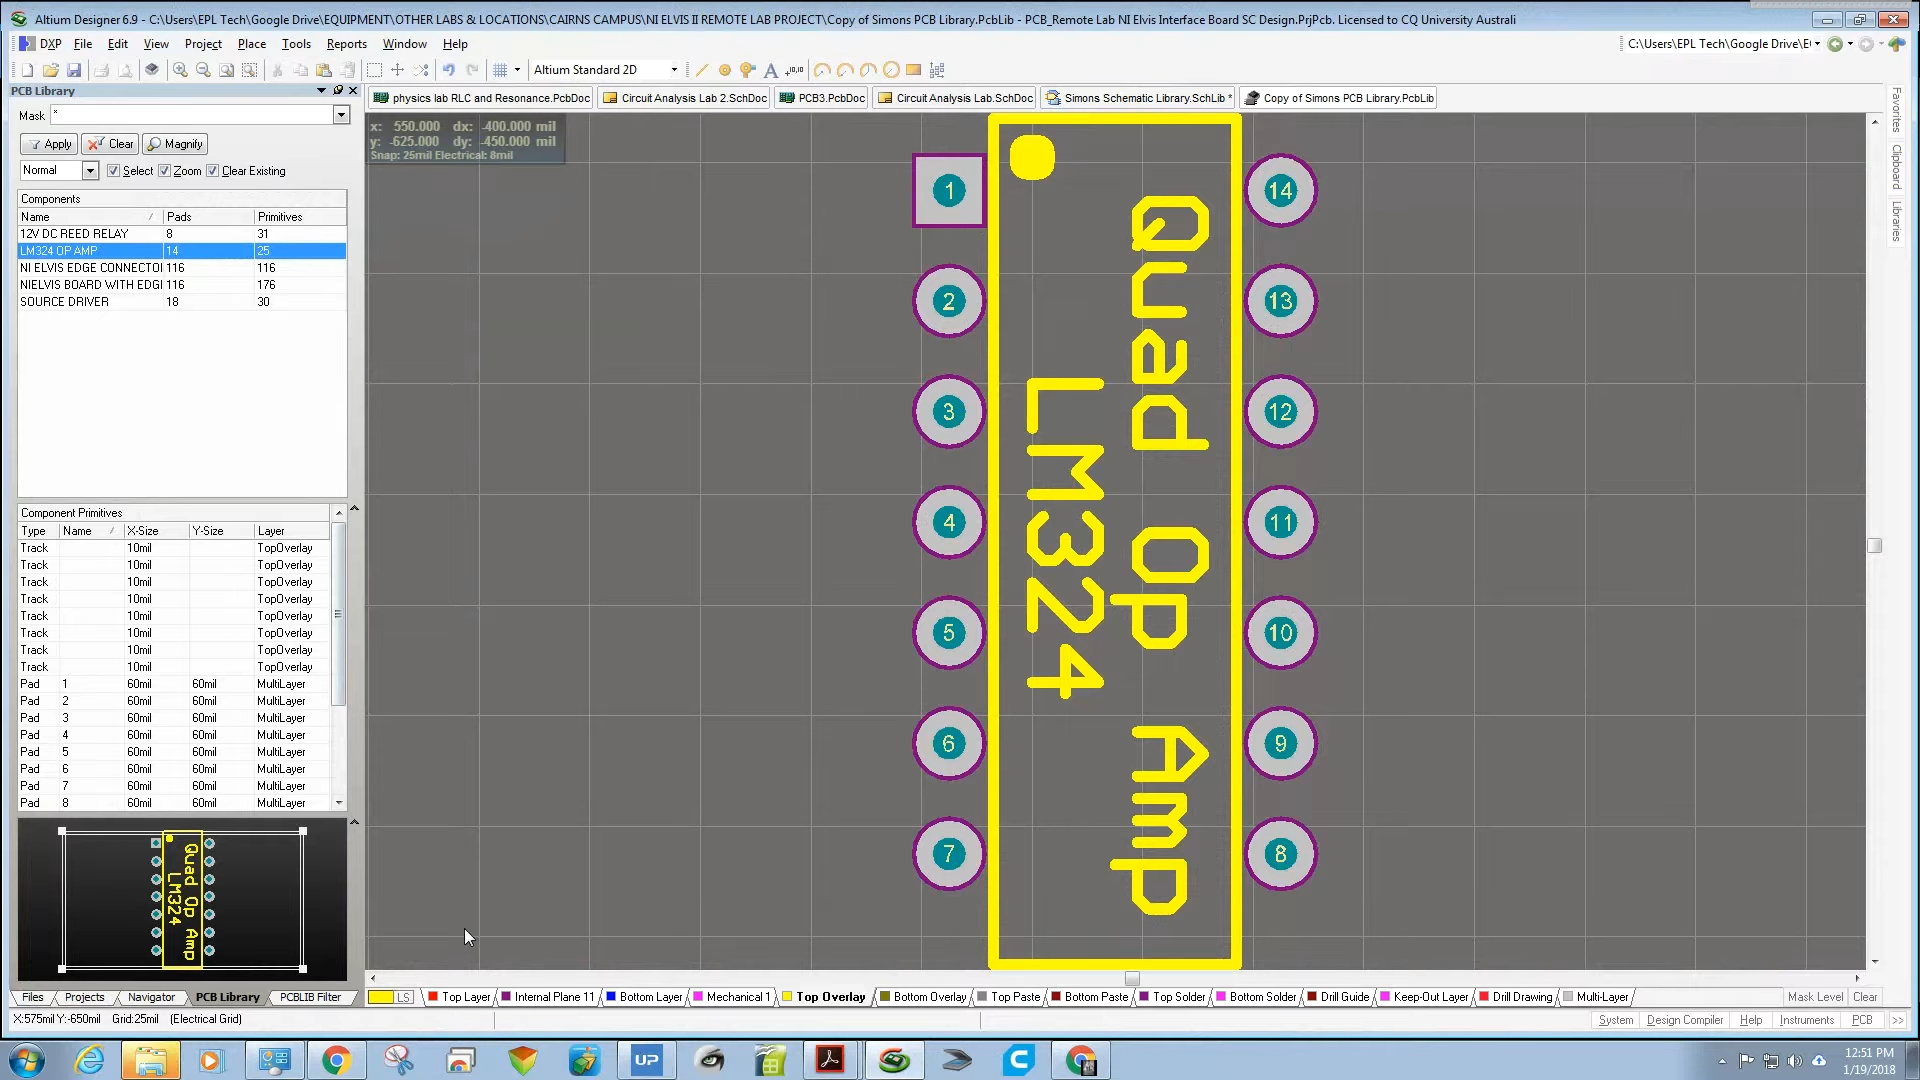 Altium Designer 6.9 - C:\Users\EPL Tech\Google Drive\EQUIPMENT\OTHER LABS & LOCATIONS\CAIRNS CAMPUS\NI ELVIS II REMOTE LAB PROJECT\Copy of Simons PCB Library.PcbLib - PCB_Remote Lab NI Elvis Interface Board SC Design.PrjPcb. Licensed to CQ University Australi
DXP File Edit View Project Place Tools Reports Window Help C:\Users\EPL Tech\Google Drive\E
Altium Standard 2D
PCB Library
physics lab RLC and Resonance.PcbDoc Circuit Analysis Lab 2.SchDoc PCB3.PcbDoc Circuit Analysis Lab.SchDoc Simons Schematic Library.SchLib * Copy of Simons PCB Library.PcbLib
Mask *
Apply Clear Magnify
Normal Select Zoom Clear Existing
Components
Name Pads Primitives
12V DC REED RELAY 8 31
LM324 OP AMP 14 25
NI ELVIS EDGE CONNECTO 116 116
NIELVIS BOARD WITH EDGI 116 176
SOURCE DRIVER 18 30
Component Primitives
Type Name X-Size Y-Size Layer
Track 10mil TopOverlay
Track 10mil TopOverlay
Track 10mil TopOverlay
Track 10mil TopOverlay
Track 10mil TopOverlay
Track 10mil TopOverlay
Track 10mil TopOverlay
Track 10mil TopOverlay
Pad 1 60mil 60mil MultiLayer
Pad 2 60mil 60mil MultiLayer
Pad 3 60mil 60mil MultiLayer
Pad 4 60mil 60mil MultiLayer
Pad 5 60mil 60mil MultiLayer
Pad 6 60mil 60mil MultiLayer
Pad 7 60mil 60mil MultiLayer
Pad 8 60mil 60mil MultiLayer
Quad Op Amp
LM324
x: 550.000 dx: -400.000 mil
y: -625.000 dy: -450.000 mil
Snap: 25mil Electrical: 8mil
1 14
2 13
3 12
4 11
5 10
6 9
7 8
Quad Op Amp
LM324
Favorites
Clipboard
Libraries
Files Projects Navigator PCB Library PCBLIB Filter
LS Top Layer Internal Plane 11 Bottom Layer Mechanical 1 Top Overlay Bottom Overlay Top Paste Bottom Paste Top Solder Bottom Solder Drill Guide Keep-Out Layer Drill Drawing Multi-Layer Mask Level Clear
X:575mil Y:-650mil Grid:25mil (Electrical Grid)
System Design Compiler Help Instruments PCB >>
UP
12:51 PM
1/19/2018